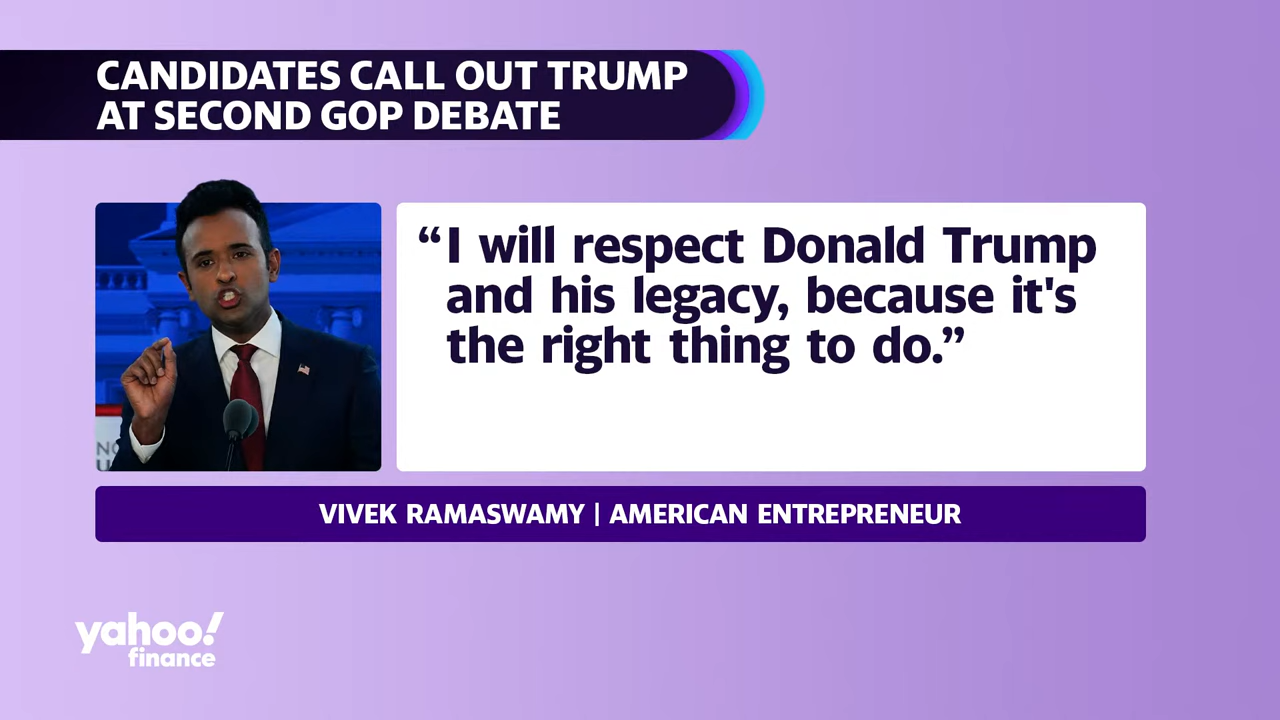 CANDIDATES CALL OUT TRUMP
AT SECOND GOP DEBATE
“I will respect Donald Trump
and his legacy, because it's
the right thing to do.”
VIVEK RAMASWAMY | AMERICAN ENTREPRENEUR
yahoo!
finance